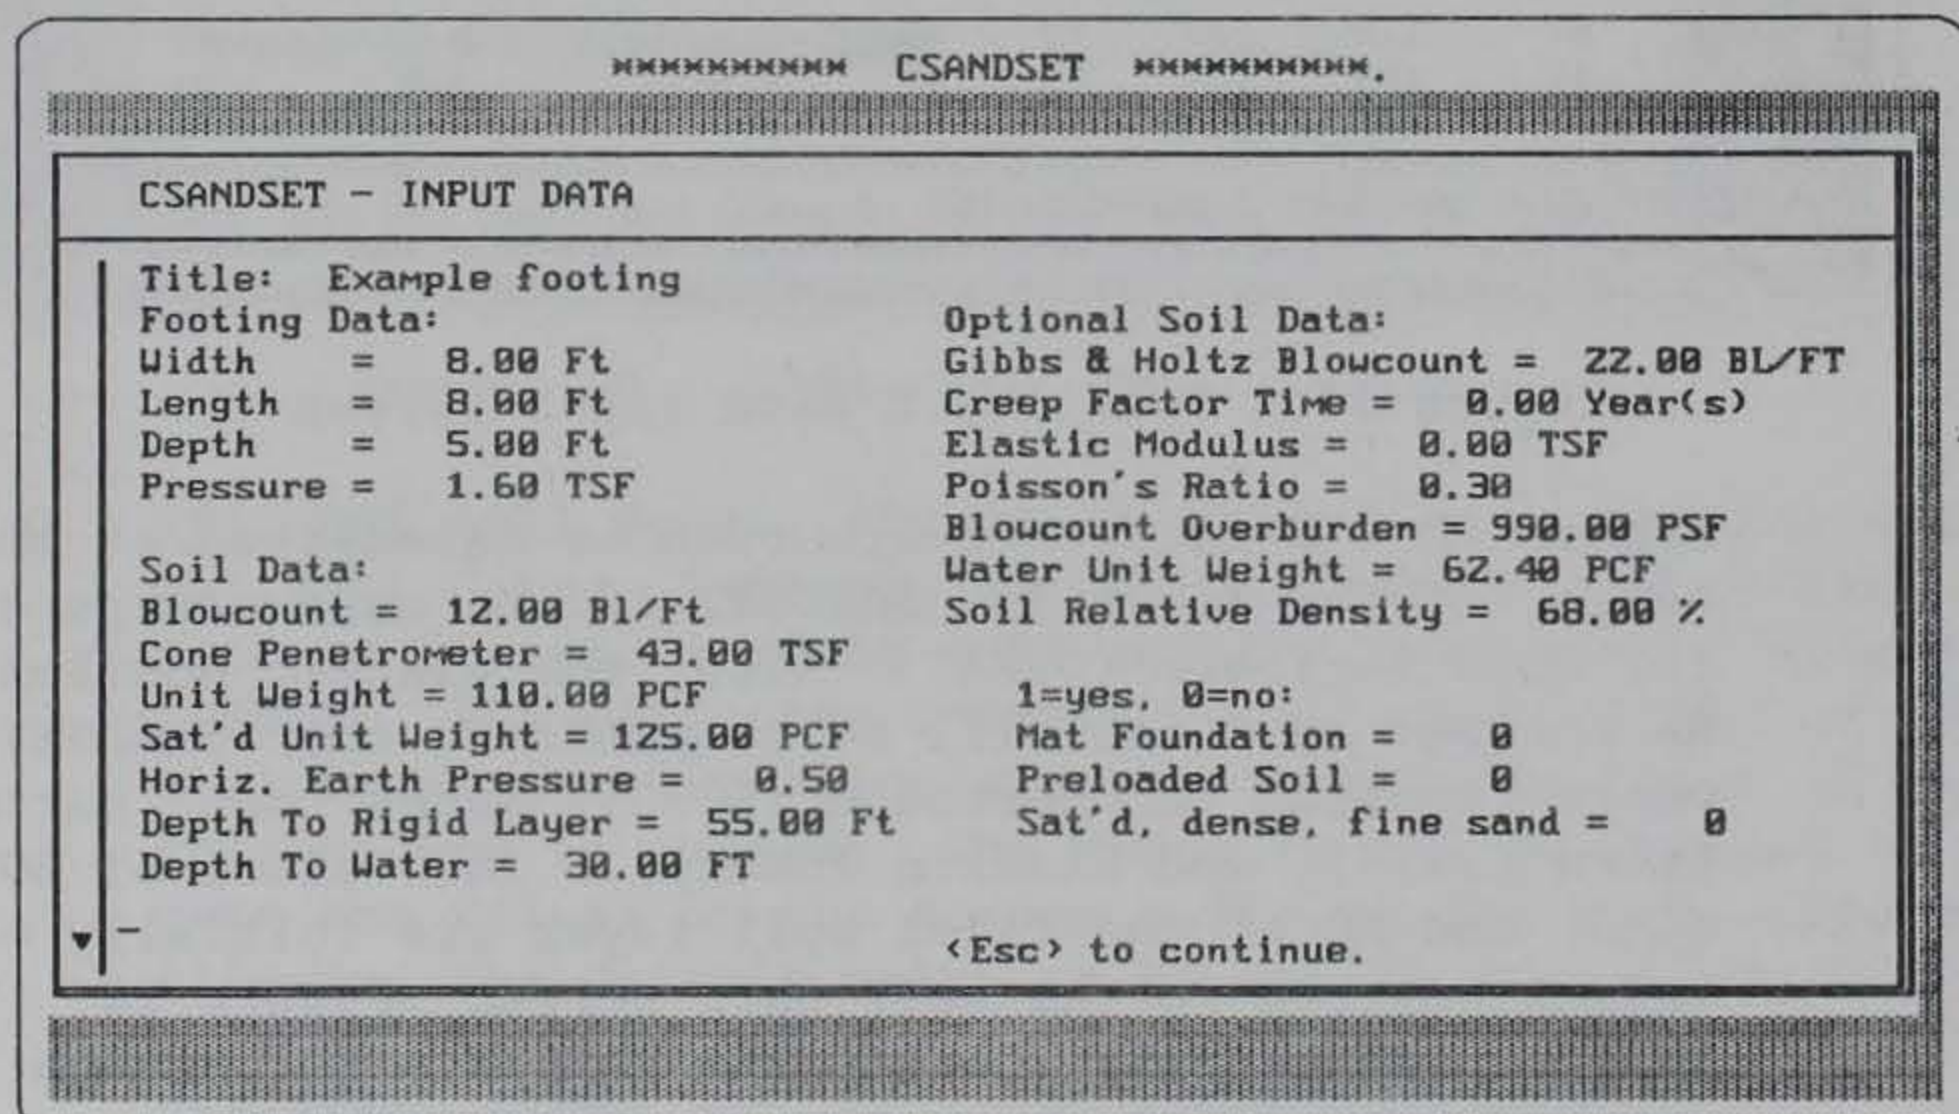 ********** CSANDSET **********.
CSANDSET - INPUT DATA
Title: Example footing
Footing Data:
Width = 8.00 Ft
Length = 8.00 Ft
Depth = 5.00 Ft
Pressure = 1.60 TSF
Soil Data:
Blowcount = 12.00 Bl/Ft
Cone Penetrometer = 43.00 TSF
Unit Weight = 110.00 PCF
Sat'd Unit Weight = 125.00 PCF
Horiz. Earth Pressure = 0.50
Depth To Rigid Layer = 55.00 Ft
Depth To Water = 30.00 FT
Optional Soil Data:
Gibbs & Holtz Blowcount = 22.00 BL/FT
Creep Factor Time = 0.00 Year(s)
Elastic Modulus = 0.00 TSF
Poisson's Ratio = 0.30
Blowcount Overburden = 990.00 PSF
Water Unit Weight = 62.40 PCF
Soil Relative Density = 68.00 %
1=yes, 0=no:
Mat Foundation = 0
Preloaded Soil = 0
Sat'd, dense, fine sand = 0
<Esc> to continue.